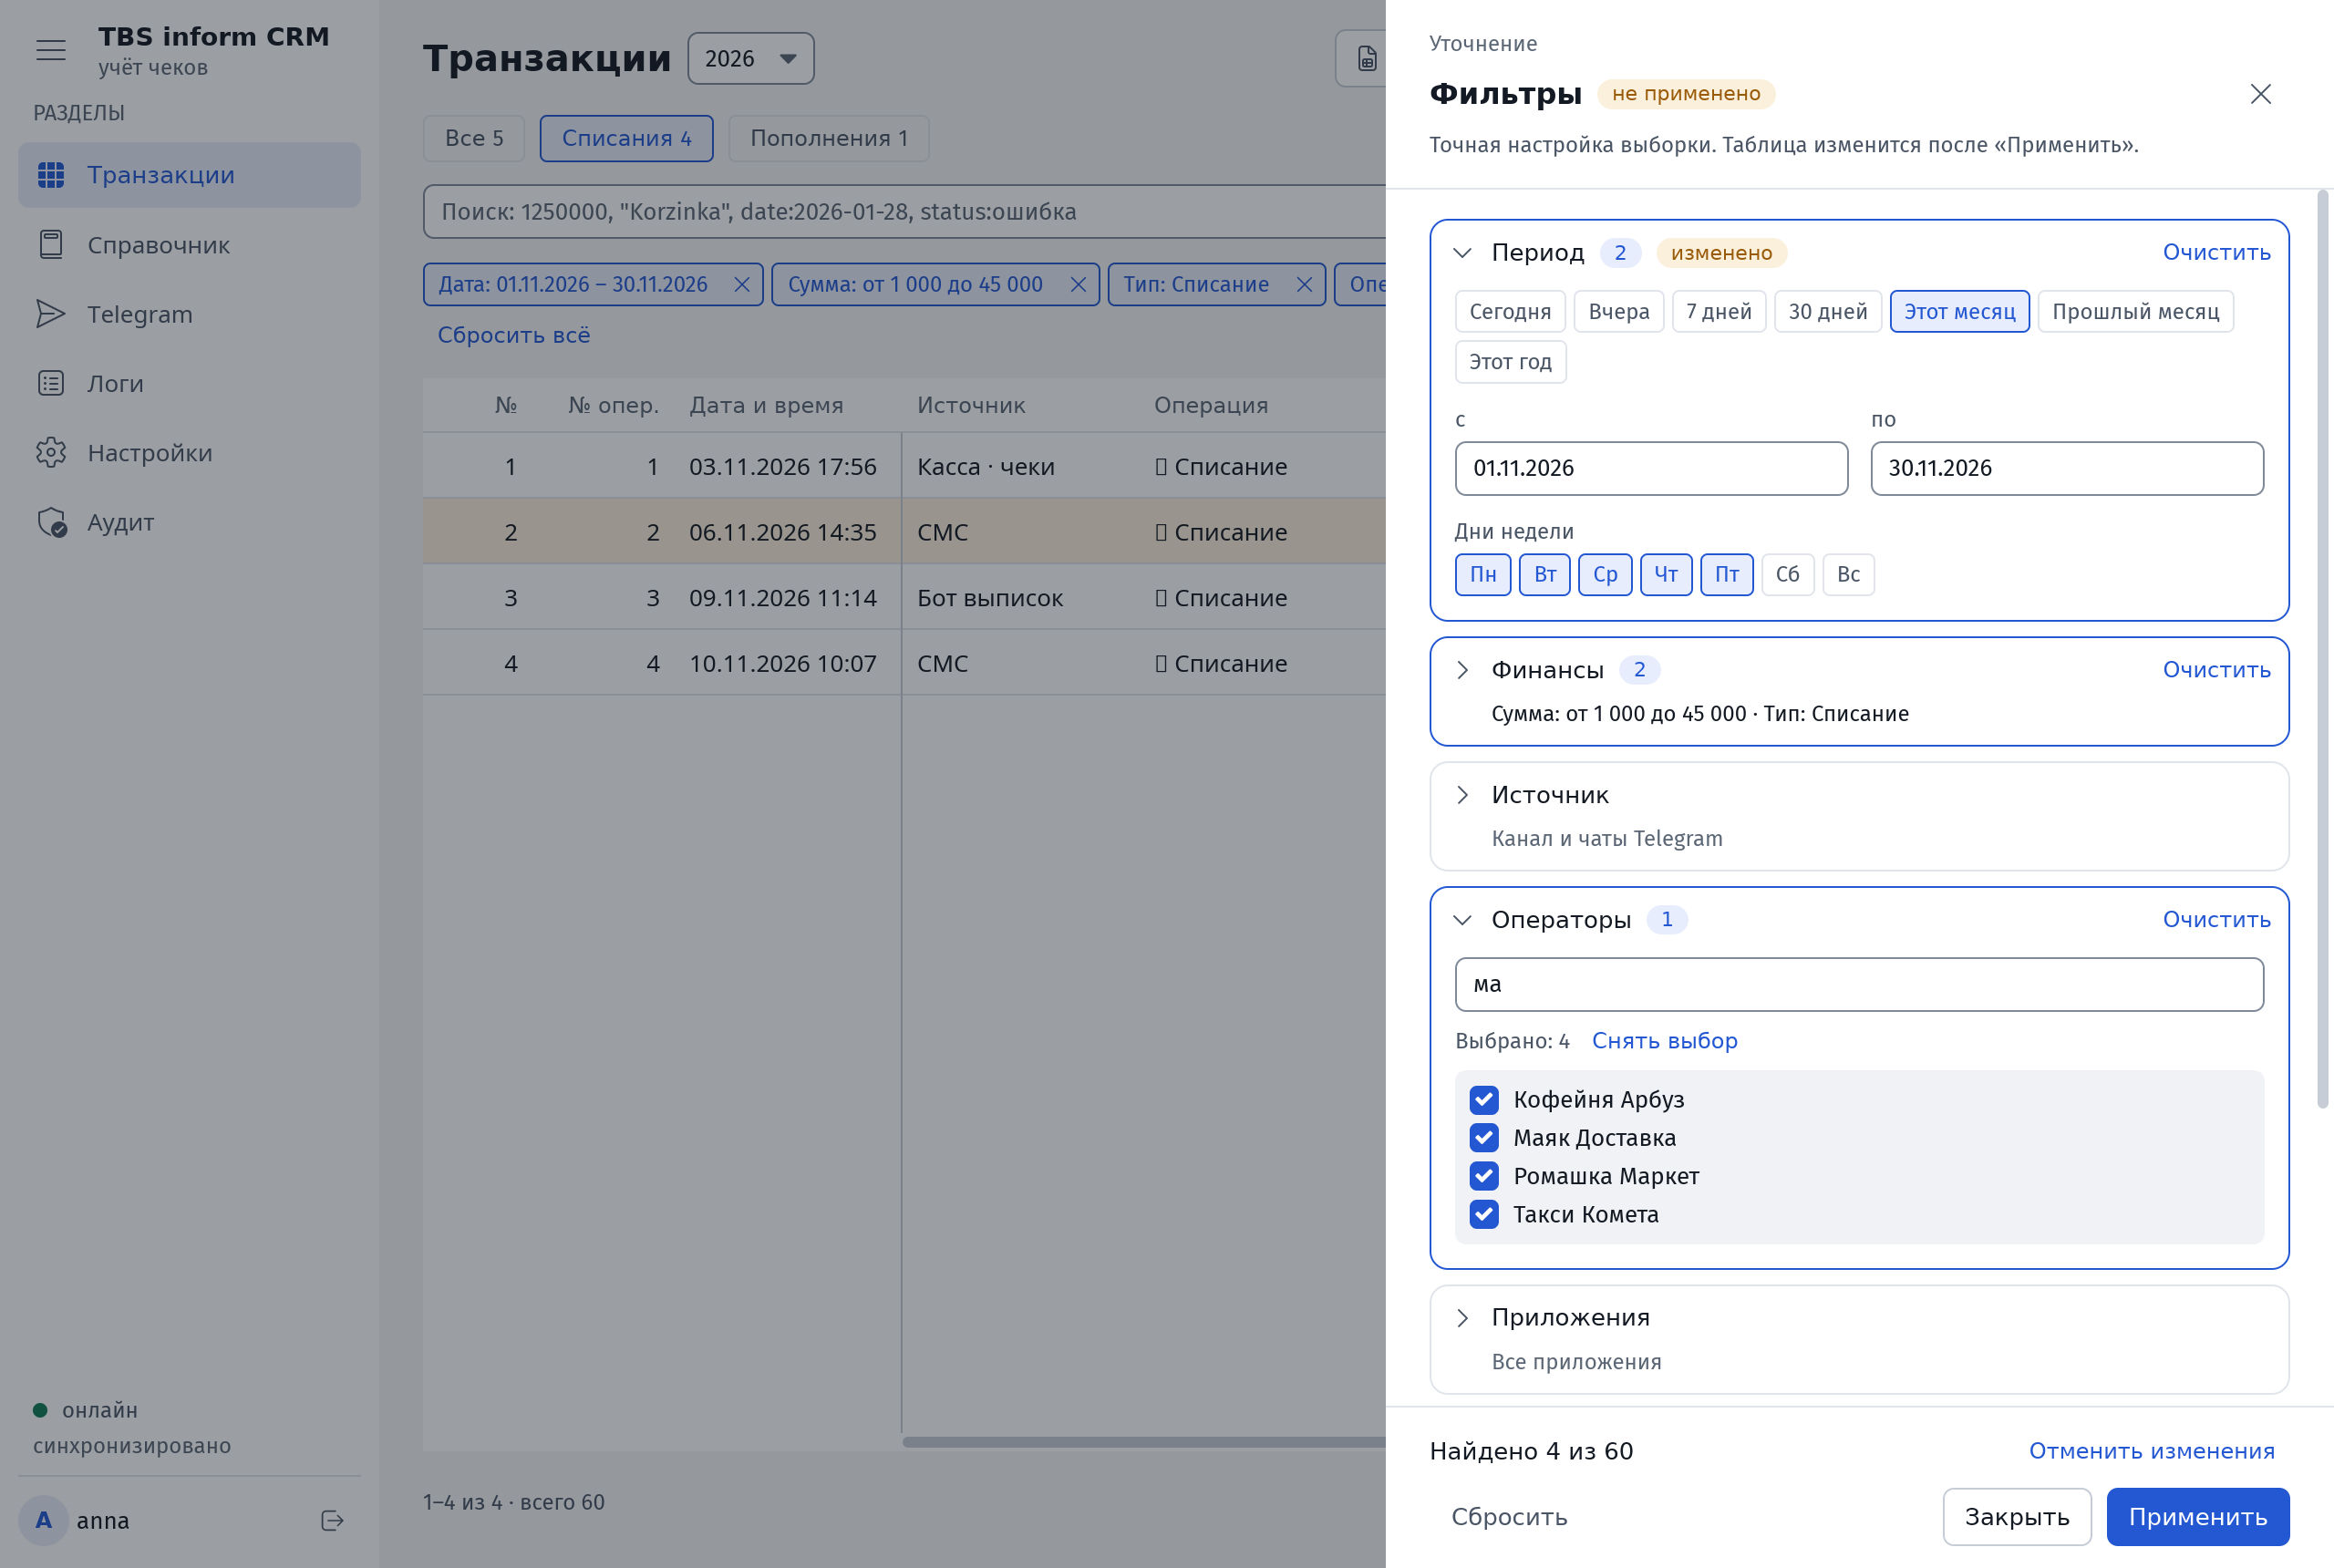 TBS inform CRM
учёт чеков
РАЗДЕЛЫ
Транзакции
Справочник
Telegram
Логи
Настройки
Аудит
онлайн
синхронизировано
A anna
Транзакции 2026
Все 5 Списания 4 Пополнения 1
Поиск: 1250000, "Korzinka", date:2026-01-28, status:ошибка
Дата: 01.11.2026 – 30.11.2026 Сумма: от 1 000 до 45 000 Тип: Списание Опе
Сбросить всё
№ № опер. Дата и время Источник Операция
1 1 03.11.2026 17:56 Касса · чеки Списание
2 2 06.11.2026 14:35 СМС Списание
3 3 09.11.2026 11:14 Бот выписок Списание
4 4 10.11.2026 10:07 СМС Списание
1–4 из 4 · всего 60
Уточнение
Фильтры не применено
Точная настройка выборки. Таблица изменится после «Применить».
Период 2 изменено Очистить
Сегодня Вчера 7 дней 30 дней Этот месяц Прошлый месяц
Этот год
с по
01.11.2026 30.11.2026
Дни недели
Пн Вт Ср Чт Пт Сб Вс
Финансы 2 Очистить
Сумма: от 1 000 до 45 000 · Тип: Списание
Источник
Канал и чаты Telegram
Операторы 1 Очистить
ма
Выбрано: 4 Снять выбор
Кофейня Арбуз
Маяк Доставка
Ромашка Маркет
Такси Комета
Приложения
Все приложения
Найдено 4 из 60 Отменить изменения
Сбросить Закрыть Применить